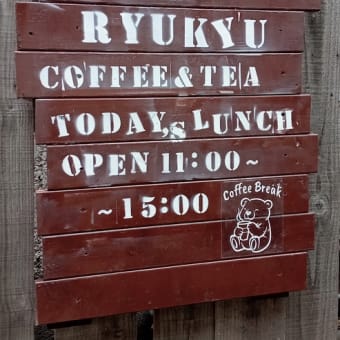 RYUKYU
COFFEE & TEA
TODAY,S LUNCH
OPEN 11:00~
~15:00
Coffee Break